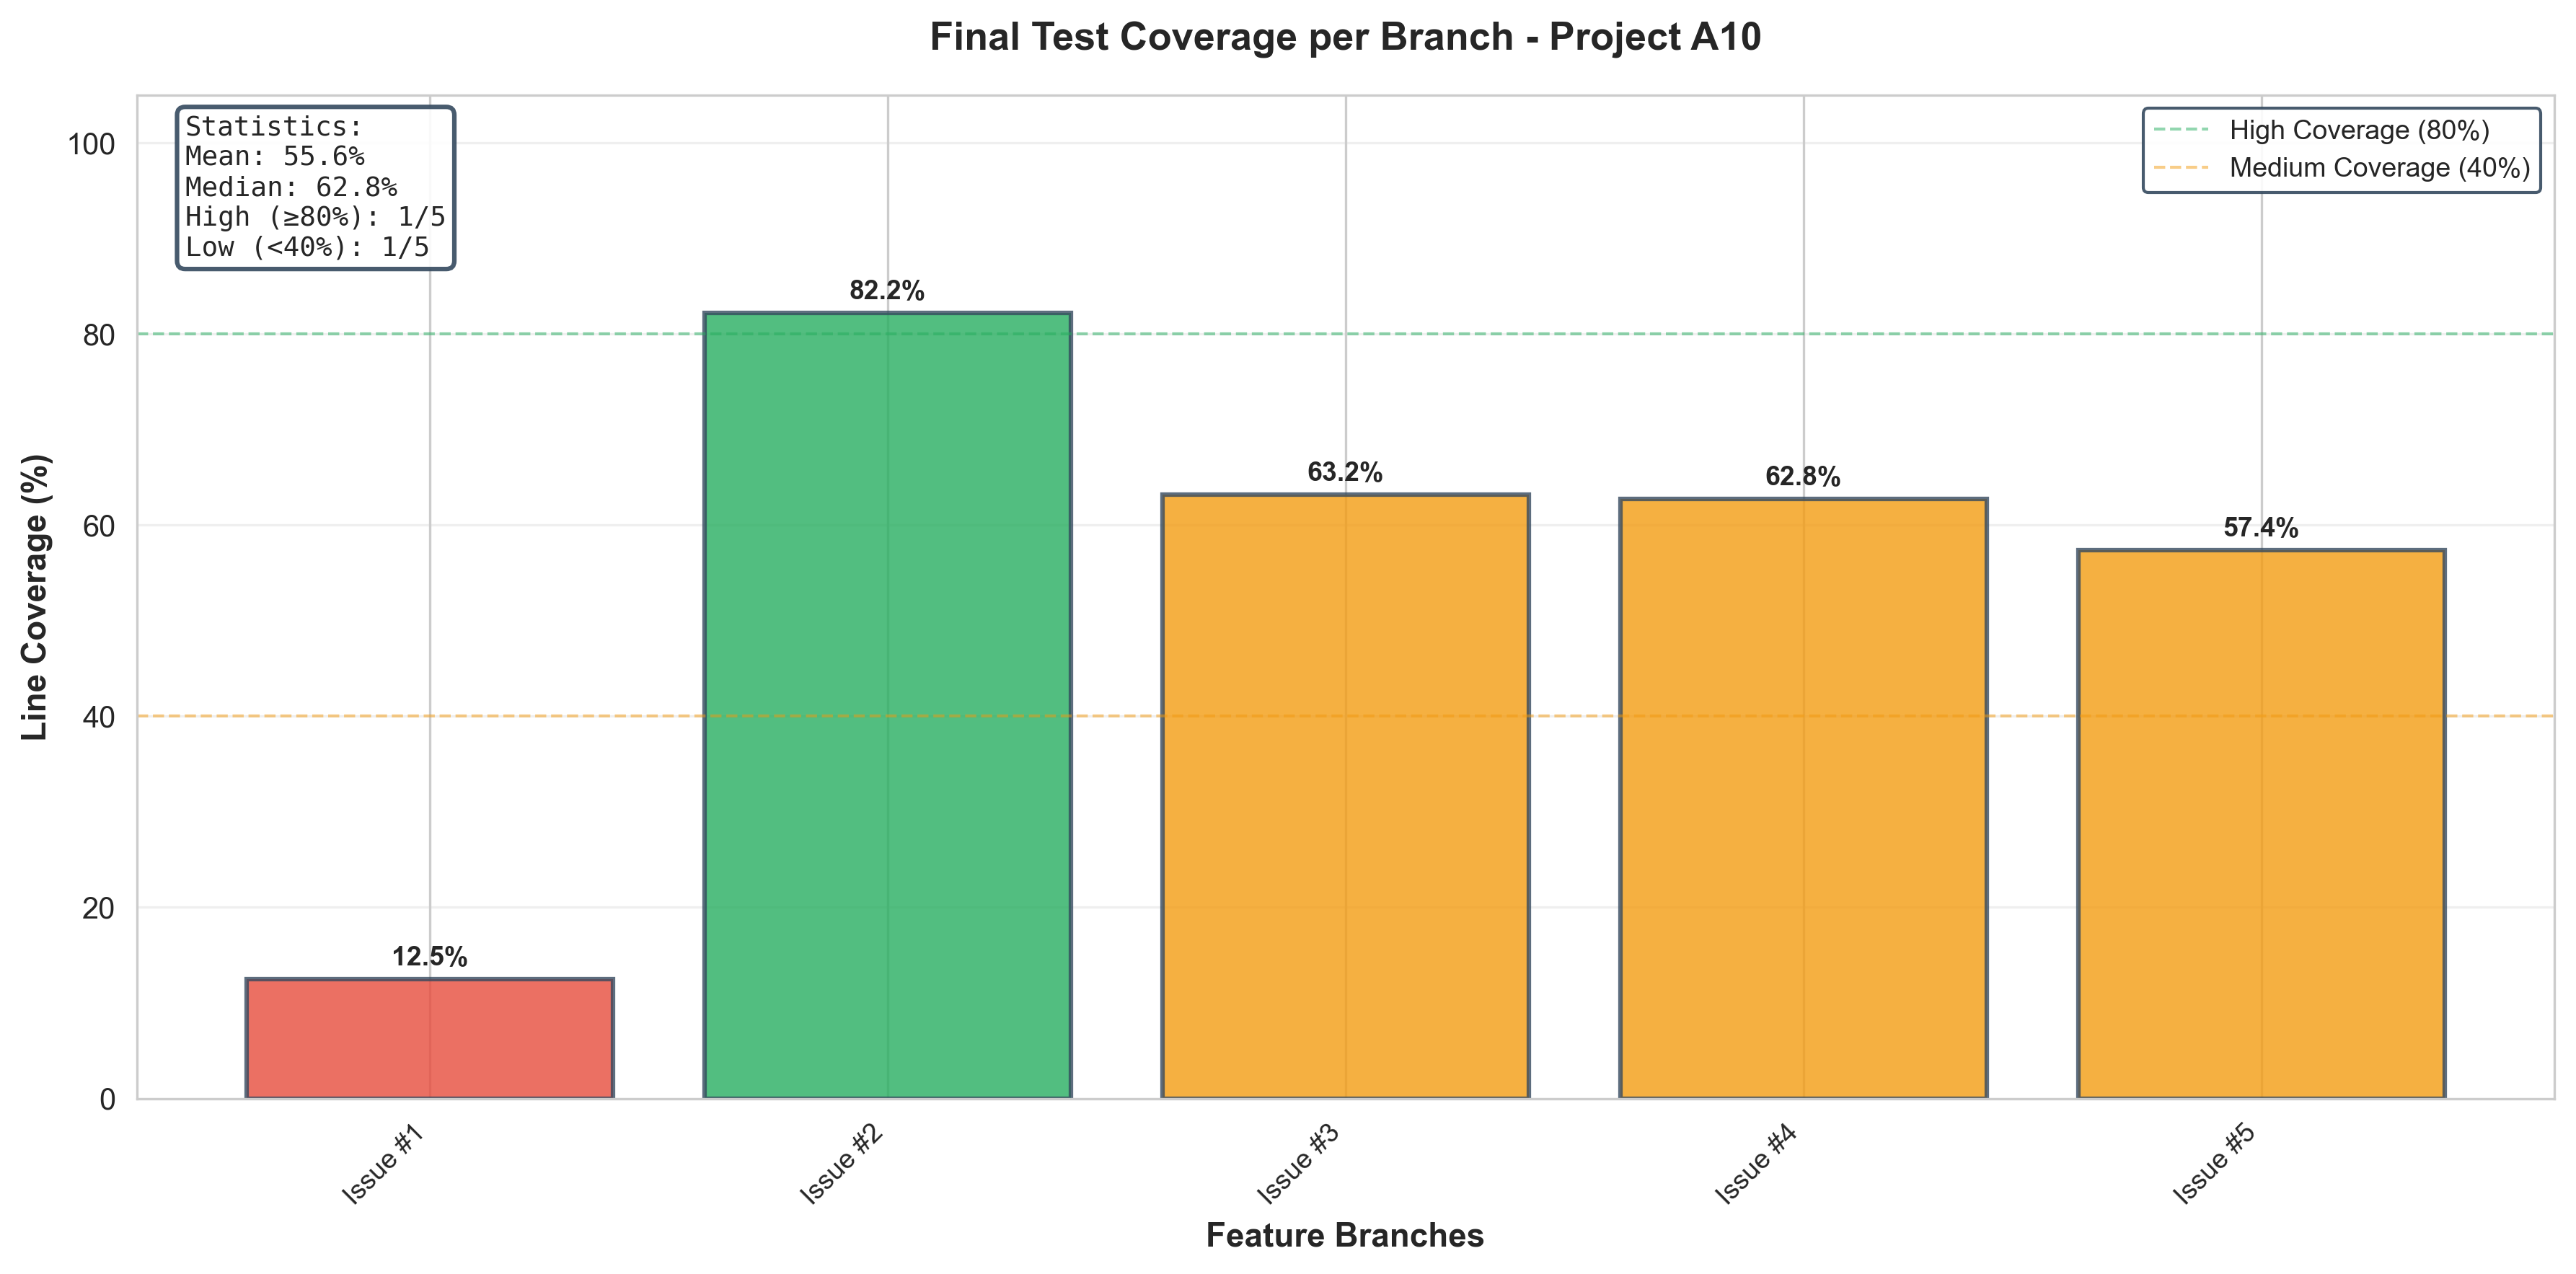 Final Test Coverage per Branch - Project A10
Statistics:
Mean: 55.6%
Median: 62.8%
High (≥80%): 1/5
Low (<40%): 1/5
High Coverage (80%)
Medium Coverage (40%)
Line Coverage (%)
100
80
60
40
20
0
12.5%
82.2%
63.2%
62.8%
57.4%
Issue #1
Issue #2
Issue #3
Issue #4
Issue #5
Feature Branches